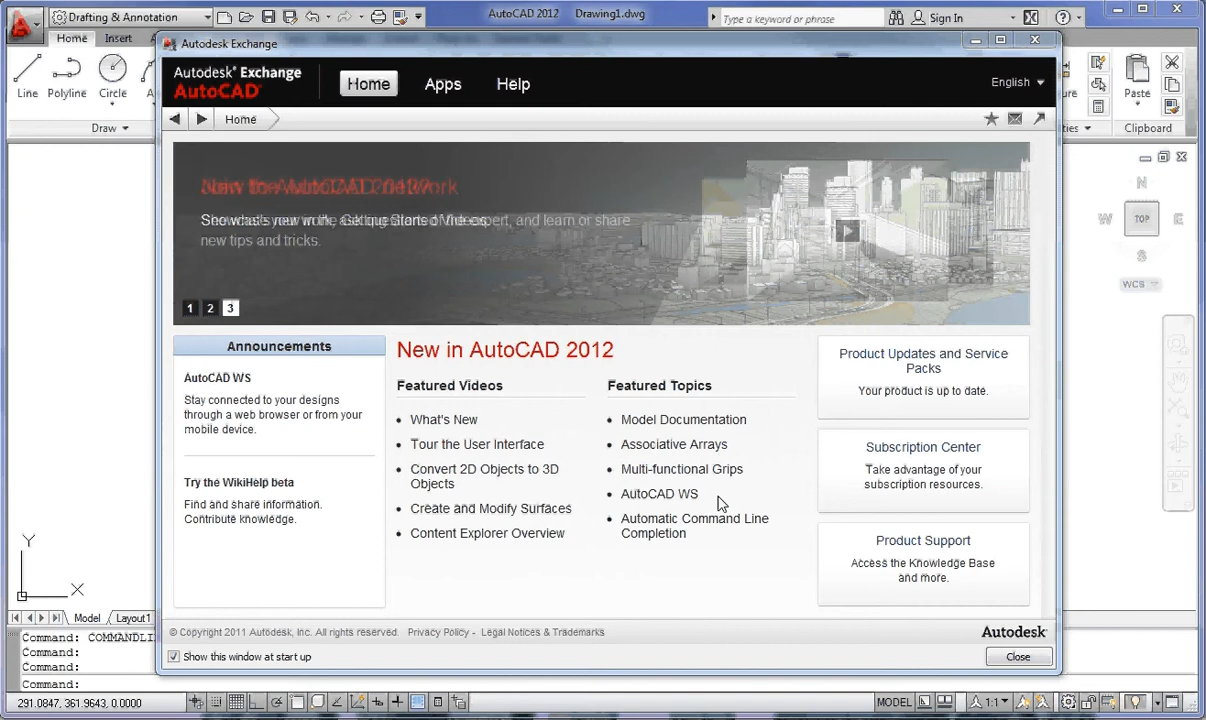 Drafting & Annotation
AutoCAD 2012 Drawing1.dwg
Type a keyword or phrase
Sign In
Home Insert
Line Polyline Circle
Paste
Draw
Clipboard
Autodesk Exchange
Autodesk® Exchange
AutoCAD®
Home Apps Help
English
Home
expert, and learn or share
new tips and tricks.
1 2 3
Announcements
AutoCAD WS
Stay connected to your designs
through a web browser or from your
mobile device.
Try the WikiHelp beta
Find and share information.
Contribute knowledge.
New in AutoCAD 2012
Featured Videos
• What's New
• Tour the User Interface
• Convert 2D Objects to 3D
Objects
• Create and Modify Surfaces
• Content Explorer Overview
Featured Topics
• Model Documentation
• Associative Arrays
• Multi-functional Grips
• AutoCAD WS
• Automatic Command Line
Completion
Product Updates and Service
Packs
Your product is up to date.
Subscription Center
Take advantage of your
subscription resources.
Product Support
Access the Knowledge Base
and more.
© Copyright 2011 Autodesk, Inc. All rights reserved. Privacy Policy - Legal Notices & Trademarks
Autodesk
Show this window at start up
Close
N
W TOP E
S
WCS
Y
X
Model Layout1
Command: COMMANDLI
Command:
Command:
Command:
291.0847, 361.9643, 0.0000
MODEL
1:1